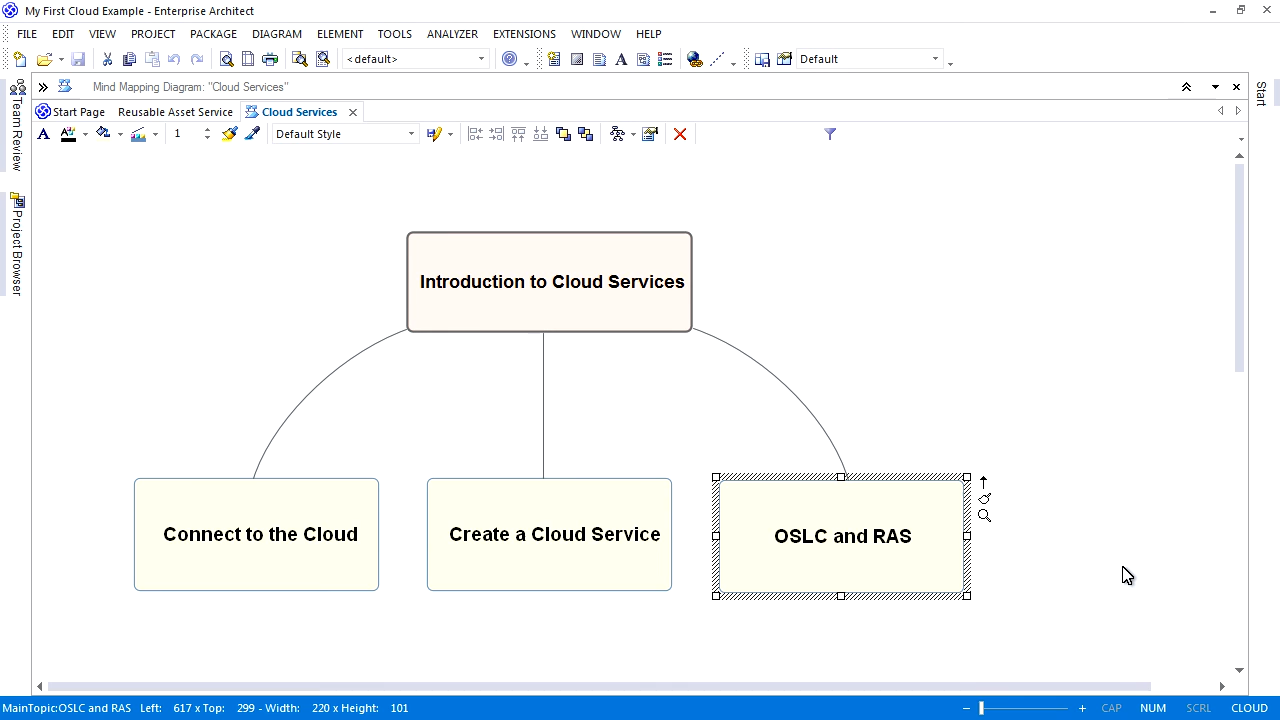 My First Cloud Example - Enterprise Architect
FILE EDIT VIEW PROJECT PACKAGE DIAGRAM ELEMENT TOOLS ANALYZER EXTENSIONS WINDOW HELP
<default> Default
Mind Mapping Diagram: "Cloud Services"
Start Page Reusable Asset Service Cloud Services
1 Default Style
Team Review
Project Browser
Start
Introduction to Cloud Services
Connect to the Cloud
Create a Cloud Service
OSLC and RAS
MainTopic:OSLC and RAS Left: 617 x Top: 299 - Width: 220 x Height: 101 CAP NUM SCRL CLOUD